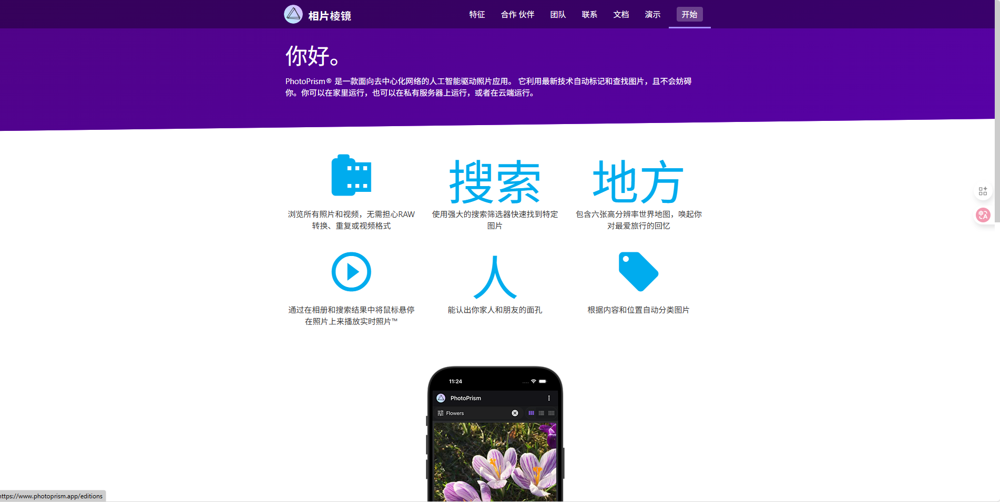 相片棱镜
特征 合作 伙伴 团队 联系 文档 演示 开始
你好。
PhotoPrism® 是一款面向去中心化网络的人工智能驱动照片应用。 它利用最新技术自动标记和查找图片，且不会妨碍
你。你可以在家里运行，也可以在私有服务器上运行，或者在云端运行。
搜索
地方
浏览所有照片和视频，无需担心RAW
转换、重复或视频格式
使用强大的搜索筛选器快速找到特定
图片
包含六张高分辨率世界地图，唤起你
对最爱旅行的回忆
人
通过在相册和搜索结果中将鼠标悬停
在照片上来播放实时照片™
能认出你家人和朋友的面孔
根据内容和位置自动分类图片
11:24
PhotoPrism
Flowers
中A
https://www.photoprism.app/editions